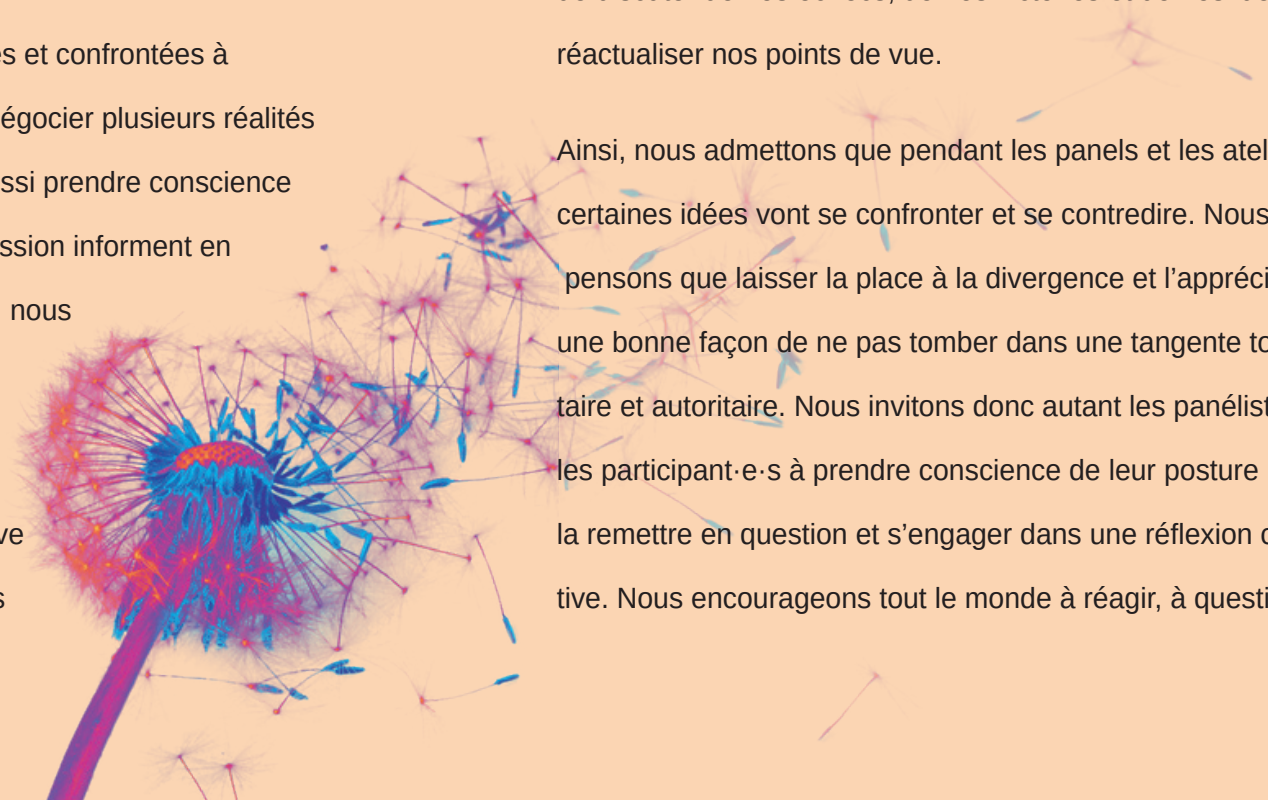 s et confrontées à
égocier plusieurs réalités
ssi prendre conscience
ssion informent en
nous
ve
s
réactualiser nos points de vue.
Ainsi, nous admettons que pendant les panels et les atel
certaines idées vont se confronter et se contredire. Nous
pensons que laisser la place à la divergence et l’appréci
une bonne façon de ne pas tomber dans une tangente to
taire et autoritaire. Nous invitons donc autant les panélist
les participant·e·s à prendre conscience de leur posture
la remettre en question et s’engager dans une réflexion c
tive. Nous encourageons tout le monde à réagir, à questi